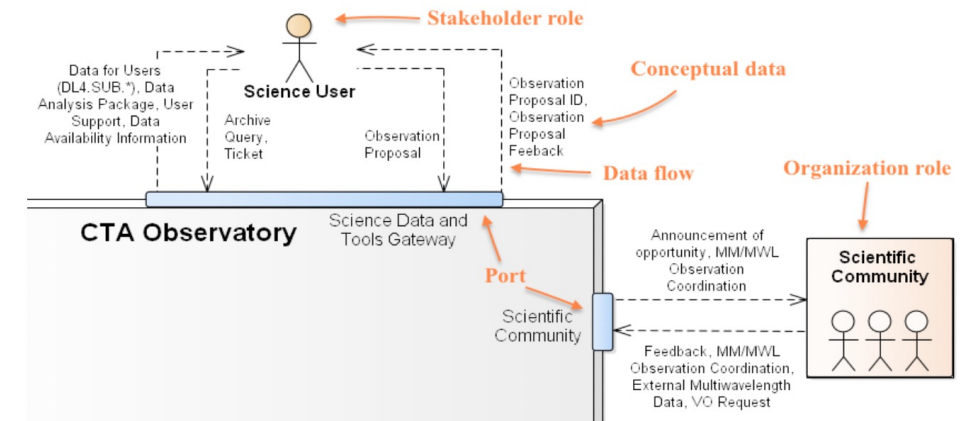 Stakeholder role
Science User
Data for Users
(DL4.SUB.*), Data
Analysis Package, User
Support, Data
Availability Information
Archive
Query,
Ticket
Observation
Proposal
Observation
Proposal ID,
Observation
Proposal
Feeback
Conceptual data
Data flow
Organization role
CTA Observatory
Science Data and
Tools Gateway
Port
Scientific
Community
Announcement of
opportunity, MM/MWL
Observation
Coordination
Feedback, MM/MWL
Observation Coordination,
External Multiwavelength
Data, VO Request
Scientific
Community